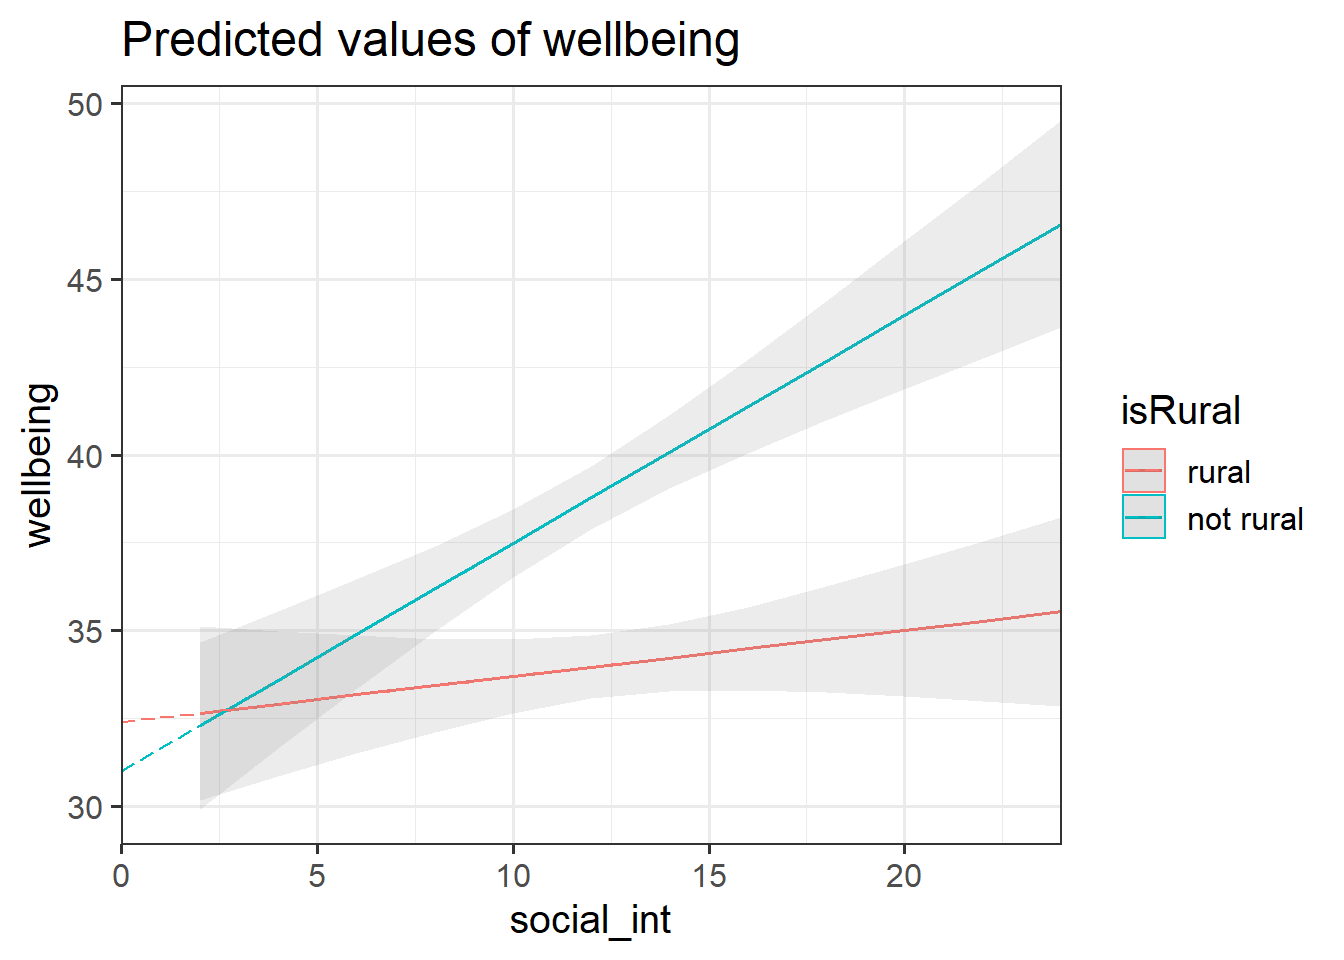 Predicted values of wellbeing
50
45
40
35
30
wellbeing
0 5 10 15 20
social_int
isRural
rural
not rural